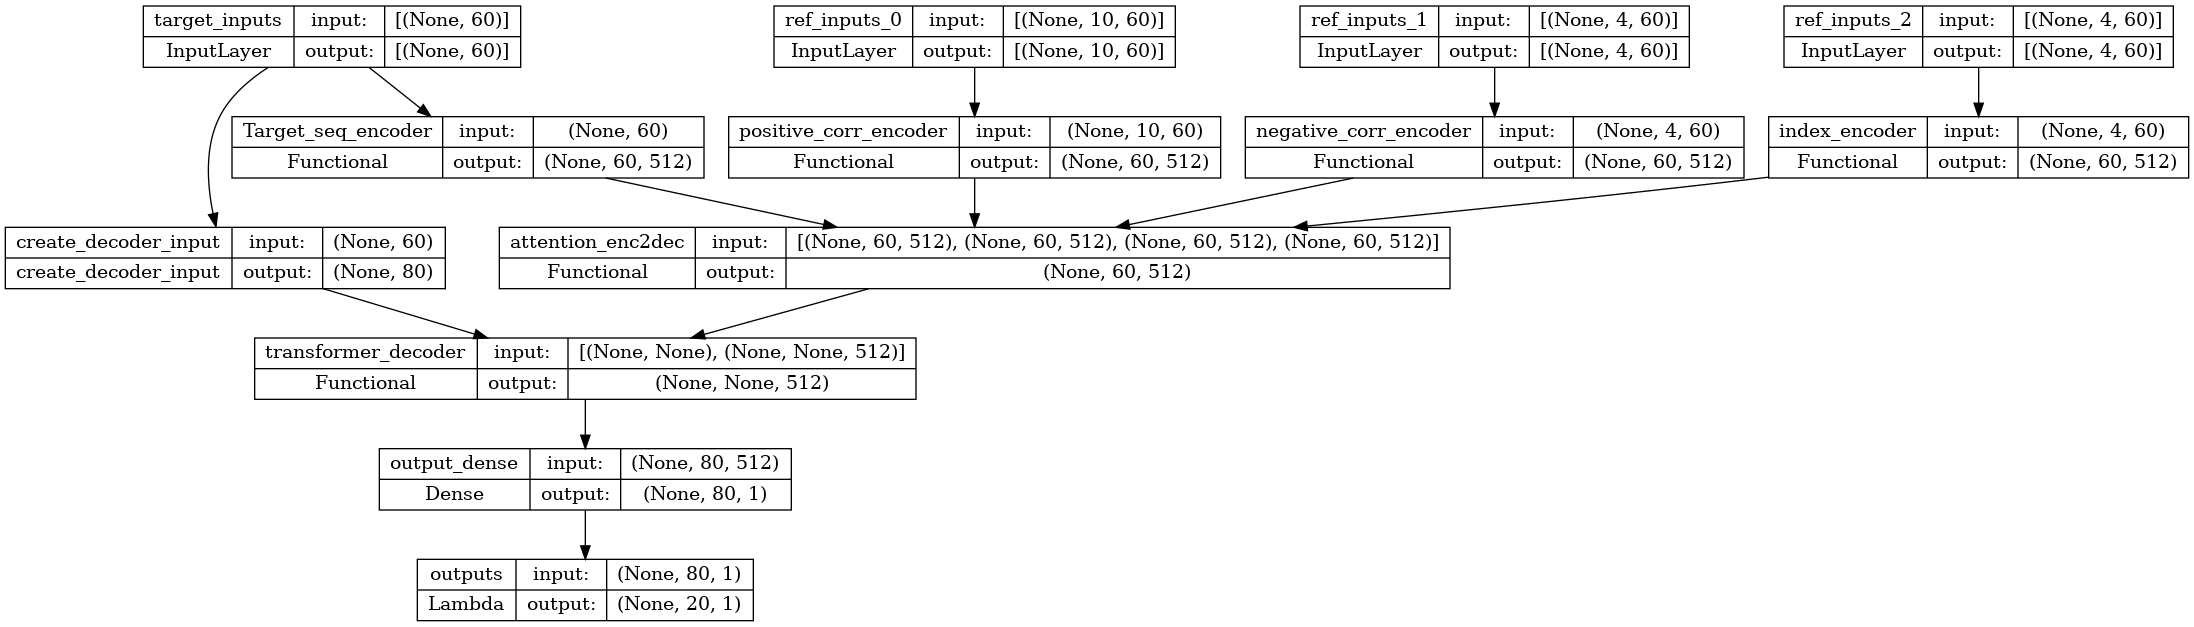 target_inputs input: [(None, 60)]
InputLayer output: [(None, 60)]
ref_inputs_0 input: [(None, 10, 60)]
InputLayer output: [(None, 10, 60)]
ref_inputs_1 input: [(None, 4, 60)]
InputLayer output: [(None, 4, 60)]
ref_inputs_2 input: [(None, 4, 60)]
InputLayer output: [(None, 4, 60)]
Target_seq_encoder input: (None, 60)
Functional output: (None, 60, 512)
positive_corr_encoder input: (None, 10, 60)
Functional output: (None, 60, 512)
negative_corr_encoder input: (None, 4, 60)
Functional output: (None, 60, 512)
index_encoder input: (None, 4, 60)
Functional output: (None, 60, 512)
create_decoder_input input: (None, 60)
create_decoder_input output: (None, 80)
attention_enc2dec input: [(None, 60, 512), (None, 60, 512), (None, 60, 512), (None, 60, 512)]
Functional output: (None, 60, 512)
transformer_decoder input: [(None, None), (None, None, 512)]
Functional output: (None, None, 512)
output_dense input: (None, 80, 512)
Dense output: (None, 80, 1)
outputs input: (None, 80, 1)
Lambda output: (None, 20, 1)